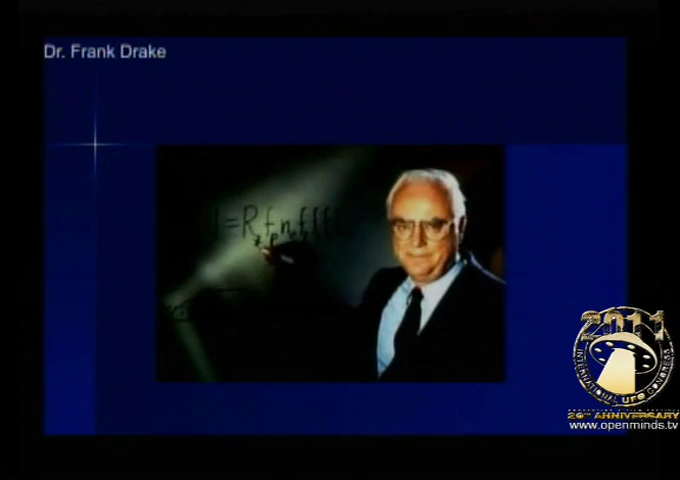 Dr. Frank Drake
=R f n f f f L
* p e
2011
INTERNATIONAL UFO CONGRESS
20TH ANNIVERSARY
www.openminds.tv